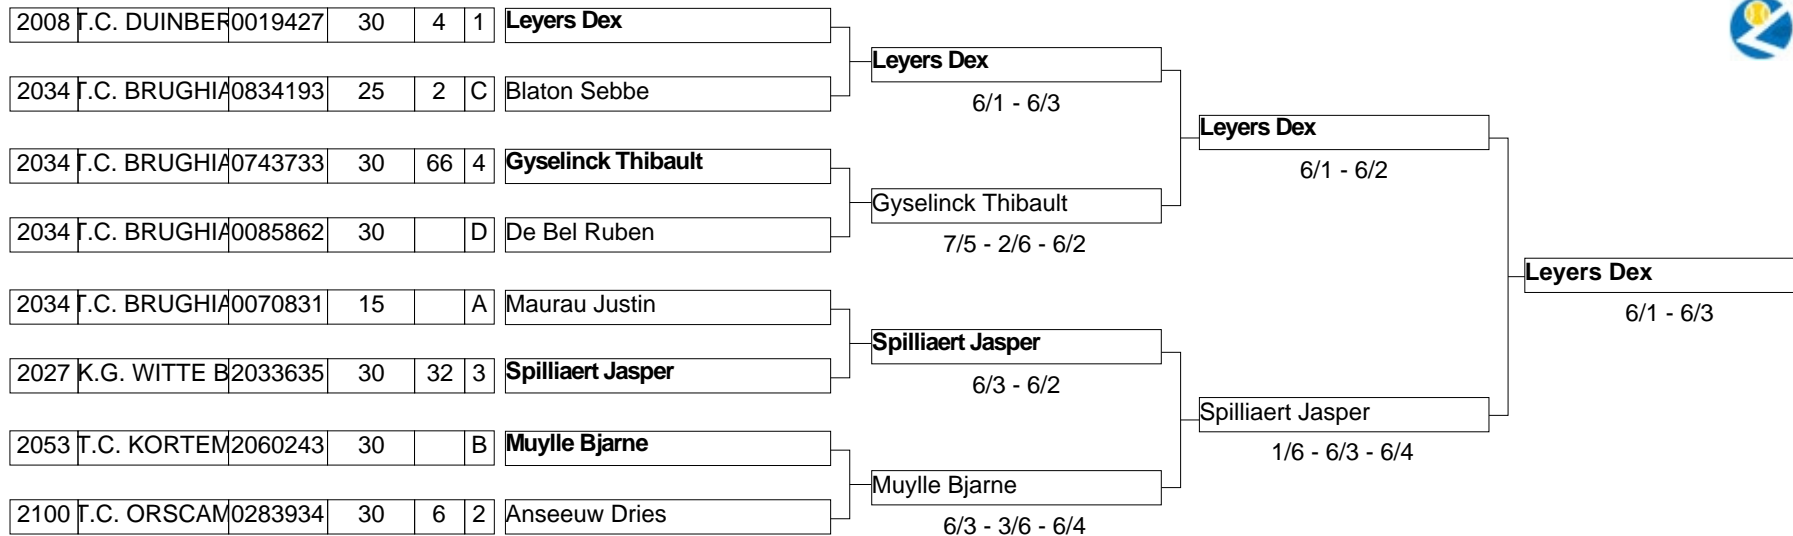 2008 T.C. DUINBER 0019427 30 4 1 Leyers Dex
Leyers Dex
2034 T.C. BRUGHIA 0834193 25 2 C Blaton Sebbe
6/1 - 6/3
Leyers Dex
2034 T.C. BRUGHIA 0743733 30 66 4 Gyselinck Thibault
6/1 - 6/2
Gyselinck Thibault
2034 T.C. BRUGHIA 0085862 30 D De Bel Ruben
7/5 - 2/6 - 6/2
Leyers Dex
2034 T.C. BRUGHIA 0070831 15 A Maurau Justin
6/1 - 6/3
Spilliaert Jasper
2027 K.G. WITTE B 2033635 30 32 3 Spilliaert Jasper
6/3 - 6/2
Spilliaert Jasper
2053 T.C. KORTEM 2060243 30 B Muylle Bjarne
1/6 - 6/3 - 6/4
Muylle Bjarne
2100 T.C. ORSCAM 0283934 30 6 2 Anseeuw Dries
6/3 - 3/6 - 6/4